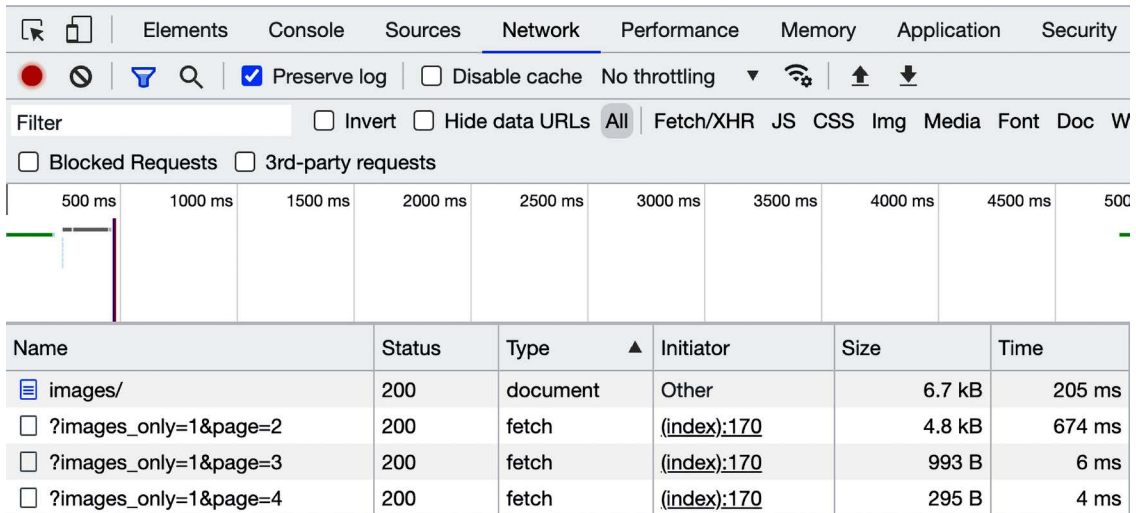 Elements Console Sources Network Performance Memory Application Security
Preserve log Disable cache No throttling
Filter Invert Hide data URLs All Fetch/XHR JS CSS Img Media Font Doc W
Blocked Requests 3rd-party requests
500 ms 1000 ms 1500 ms 2000 ms 2500 ms 3000 ms 3500 ms 4000 ms 4500 ms 500
Name Status Type ▲ Initiator Size Time
images/ 200 document Other 6.7 kB 205 ms
?images_only=1&page=2 200 fetch (index):170 4.8 kB 674 ms
?images_only=1&page=3 200 fetch (index):170 993 B 6 ms
?images_only=1&page=4 200 fetch (index):170 295 B 4 ms